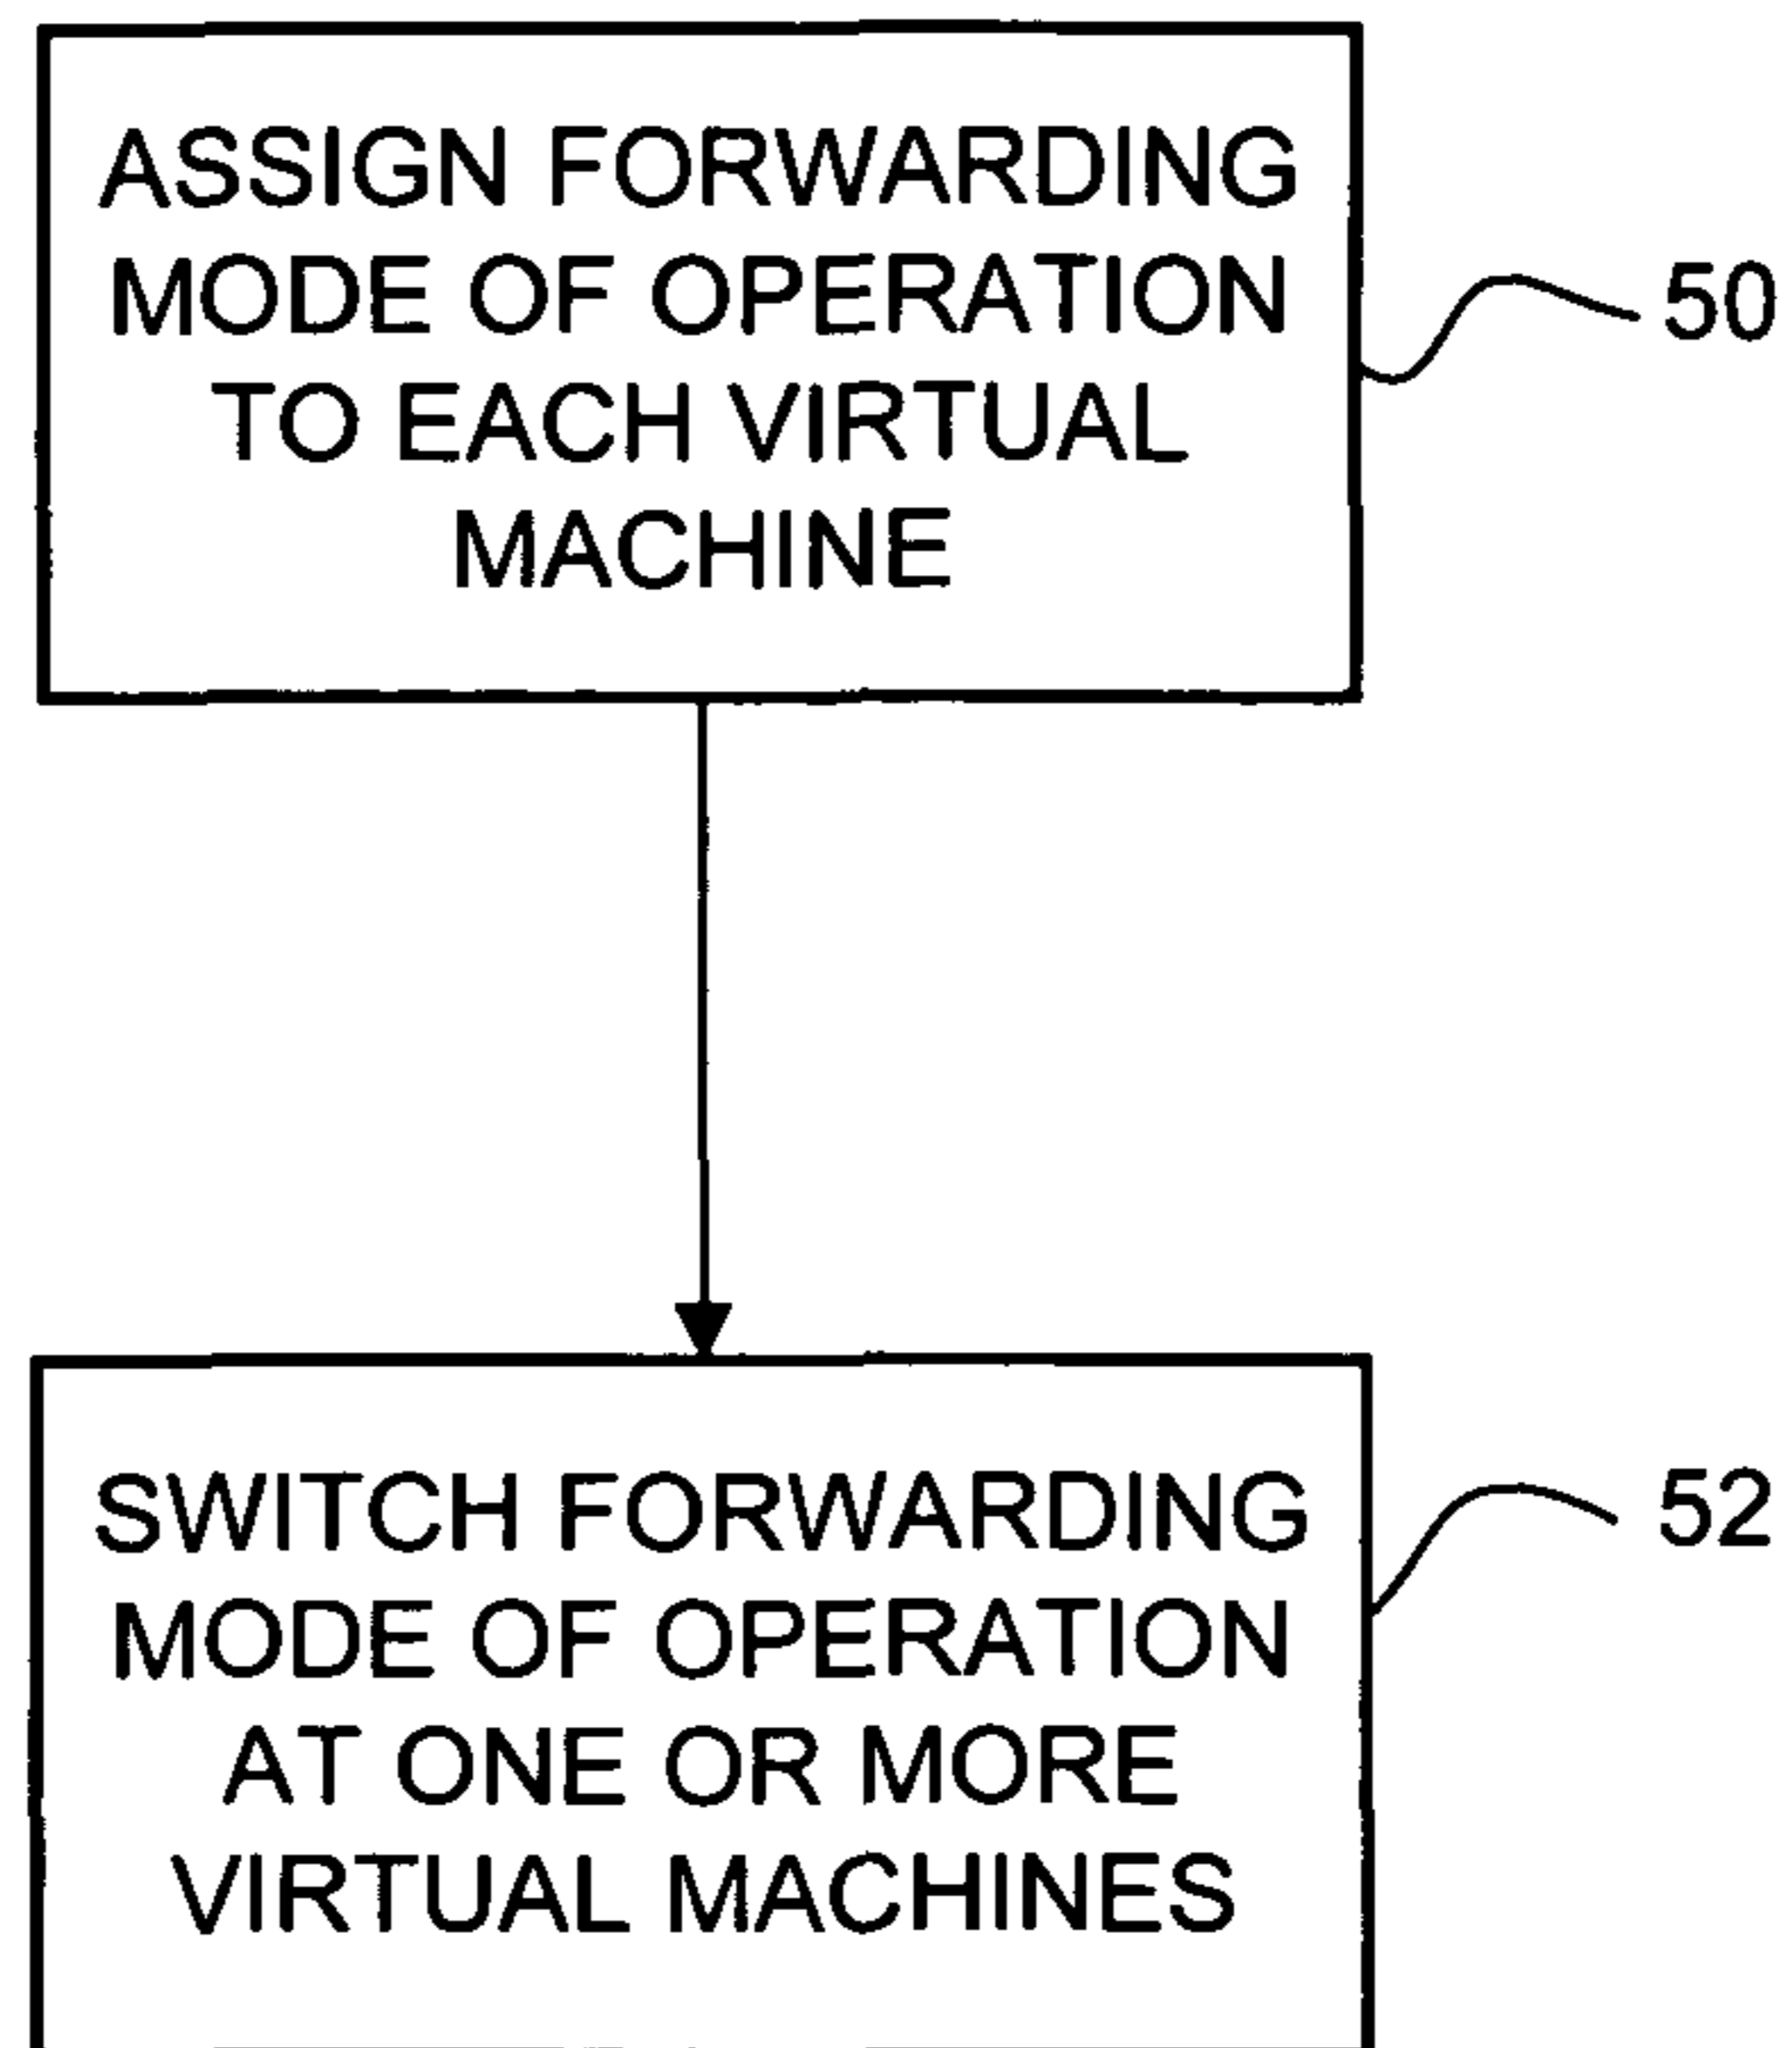 ASSIGN FORWARDING
MODE OF OPERATION
TO EACH VIRTUAL
MACHINE
50
SWITCH FORWARDING
MODE OF OPERATION
AT ONE OR MORE
VIRTUAL MACHINES
52